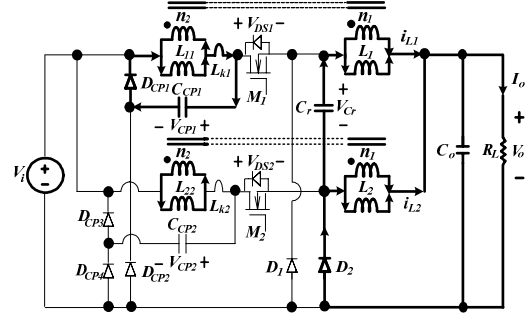 n2 + VDS1 − n1
L11 Lk1 M1 L1 iL1
DCP1 CCP1
− VCP1 +
Cr + VCr −
Io
Vi + −
n2 + VDS2 − n1
Co RL + Vo −
L22 Lk2 M2 L2 iL2
DCP3 CCP2
− VCP2 +
DCP4 DCP2 D1 D2